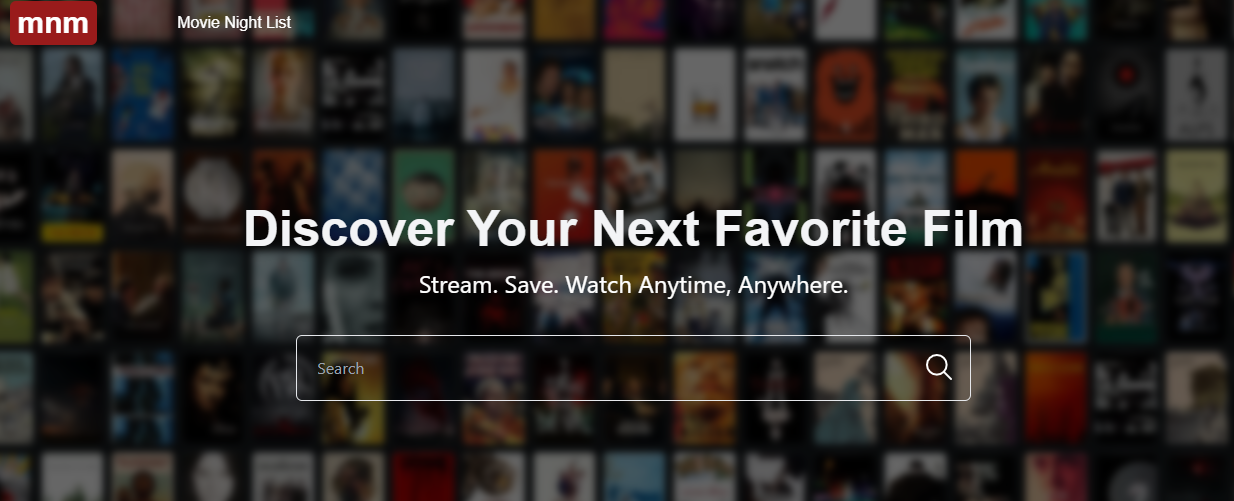 mnm
Movie Night List
Discover Your Next Favorite Film
Stream. Save. Watch Anytime, Anywhere.
Search